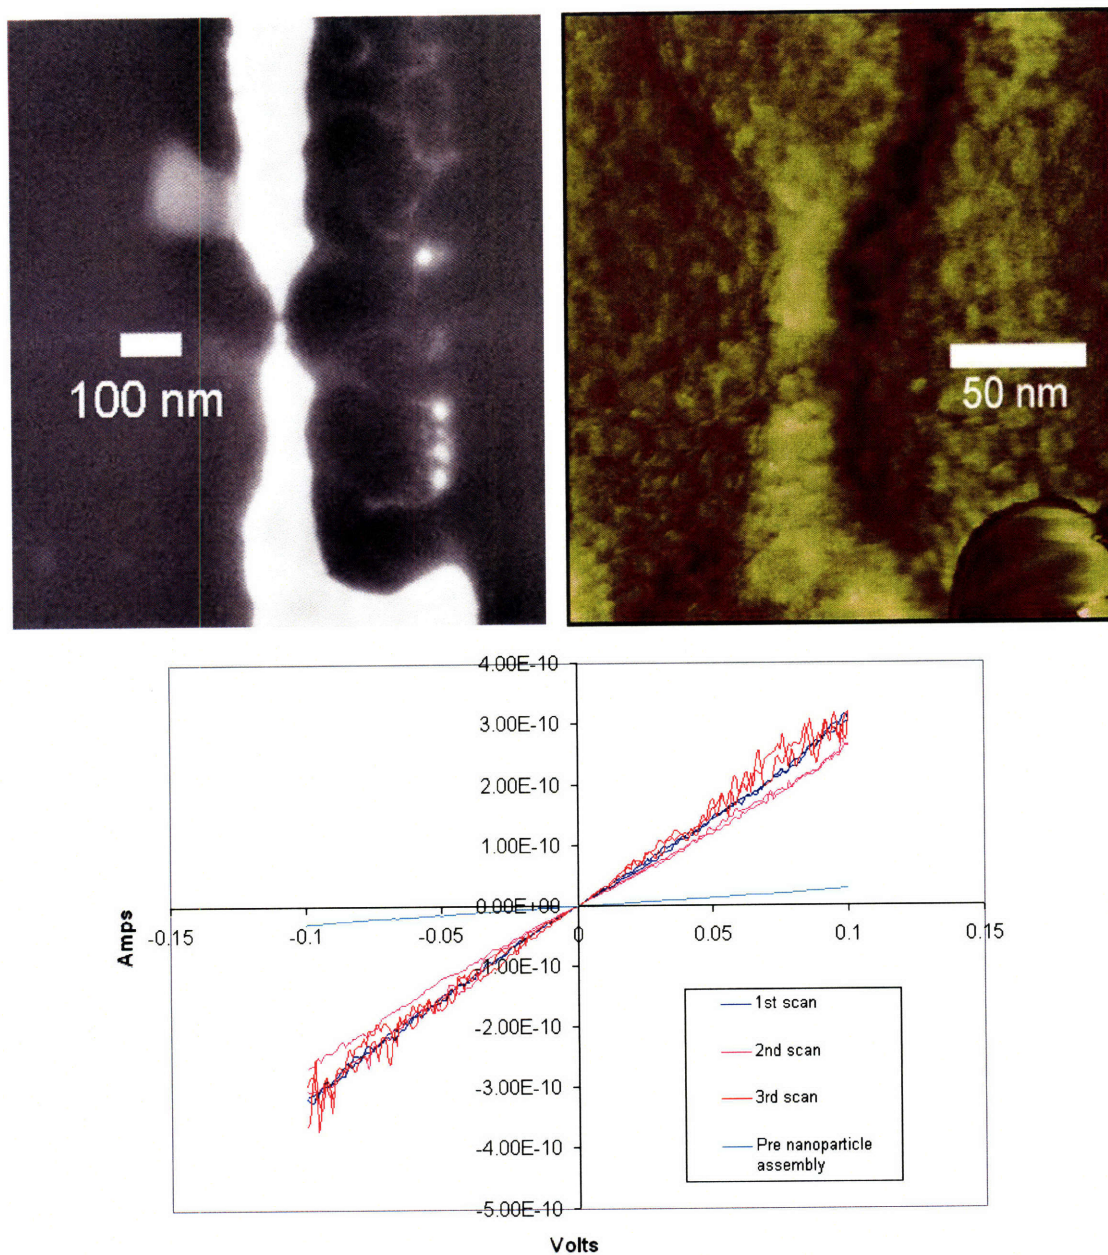 100 nm
50 nm
4.00E-10
3.00E-10
2.00E-10
1.00E-10
0.00E+00
-0.15
-0.1
-0.05
0
0.05
0.1
0.15
-1.00E-10
-2.00E-10
-3.00E-10
-4.00E-10
-5.00E-10
Amps
Volts
1st scan
2nd scan
3rd scan
Pre nanoparticle
assembly